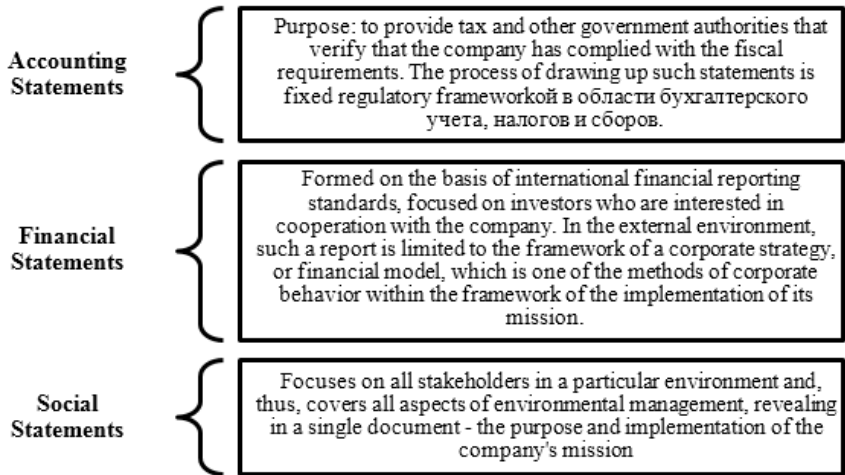 Accounting
Statements
Purpose: to provide tax and other government authorities that
verify that the company has complied with the fiscal
requirements. The process of drawing up such statements is
fixed regulatory frameworkой в области бухгалтерского
учета, налогов и сборов.
Financial
Statements
Formed on the basis of international financial reporting
standards, focused on investors who are interested in
cooperation with the company. In the external environment,
such a report is limited to the framework of a corporate strategy,
or financial model, which is one of the methods of corporate
behavior within the framework of the implementation of its
mission.
Social
Statements
Focuses on all stakeholders in a particular environment and,
thus, covers all aspects of environmental management, revealing
in a single document - the purpose and implementation of the
company's mission